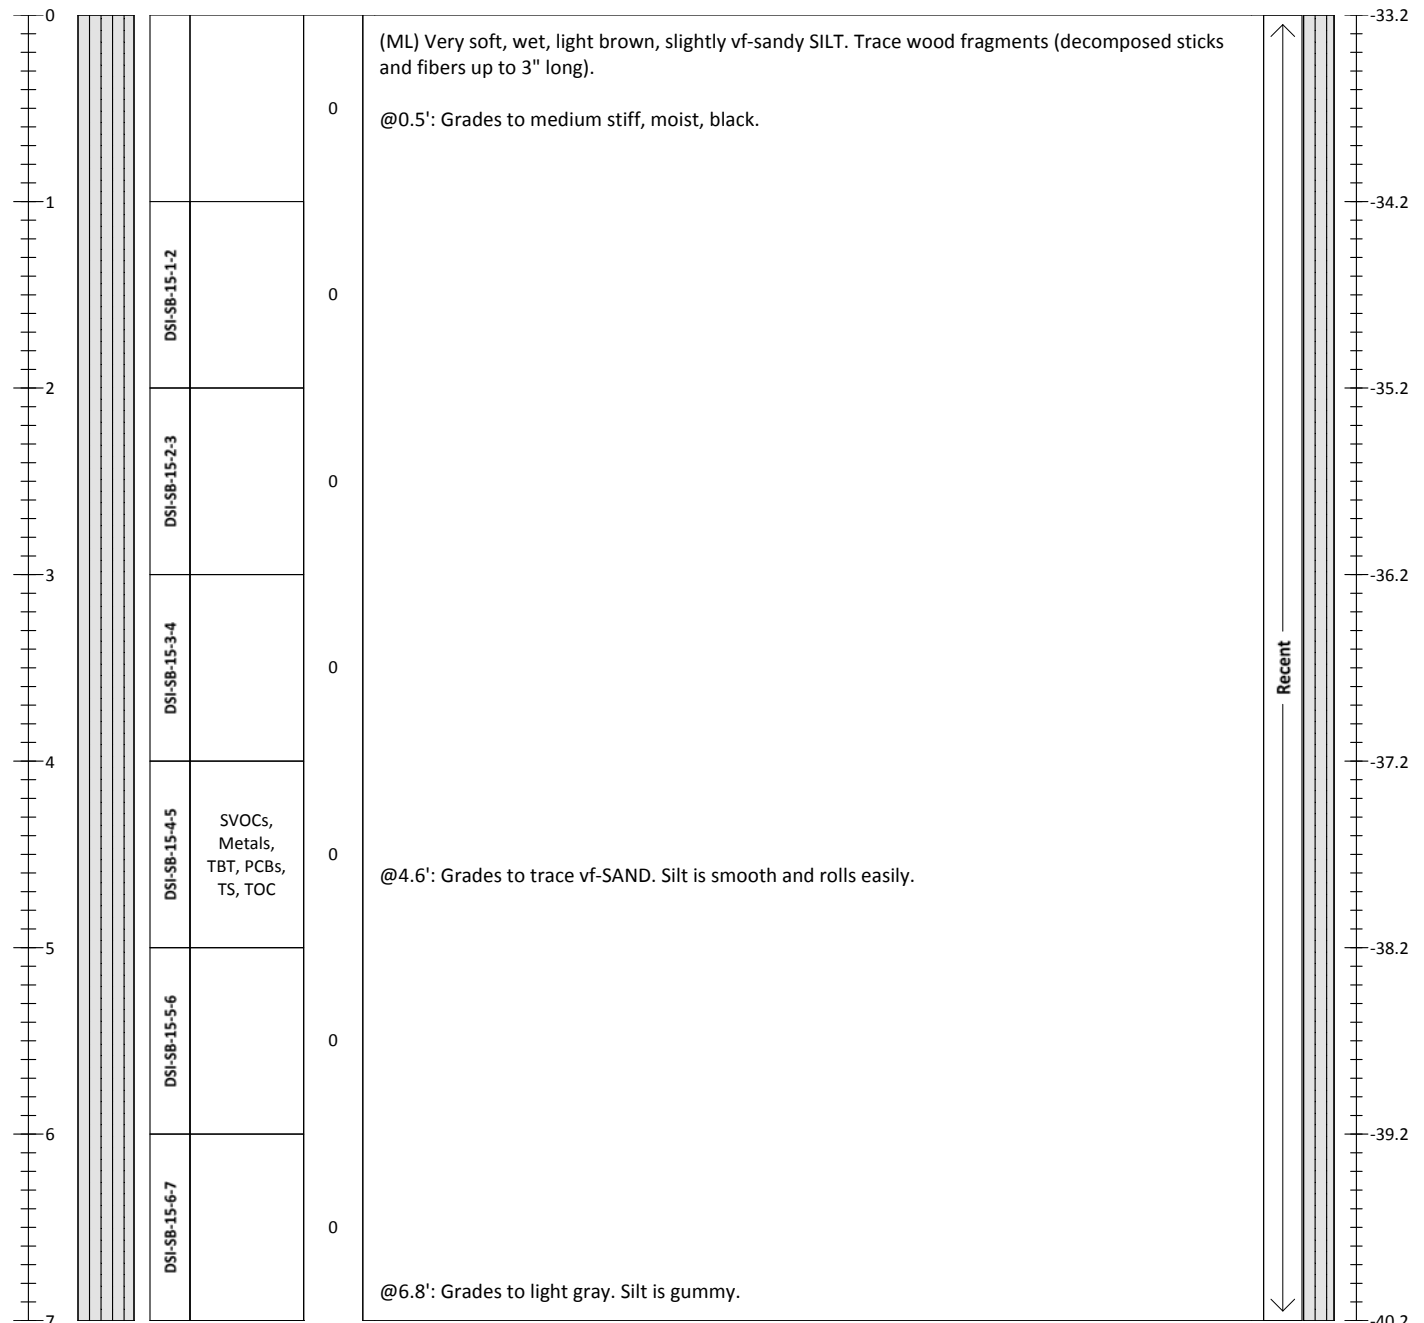 0
-33.2
(ML) Very soft, wet, light brown, slightly vf-sandy SILT. Trace wood fragments (decomposed sticks
and fibers up to 3" long).
0
@0.5': Grades to medium stiff, moist, black.
1
-34.2
DSI-SB-15-1-2
0
2
-35.2
DSI-SB-15-2-3
0
3
-36.2
DSI-SB-15-3-4
0
Recent
4
-37.2
DSI-SB-15-4-5
SVOCs,
Metals,
TBT, PCBs,
TS, TOC
0
@4.6': Grades to trace vf-SAND. Silt is smooth and rolls easily.
5
-38.2
DSI-SB-15-5-6
0
6
-39.2
DSI-SB-15-6-7
0
@6.8': Grades to light gray. Silt is gummy.
7
-40.2